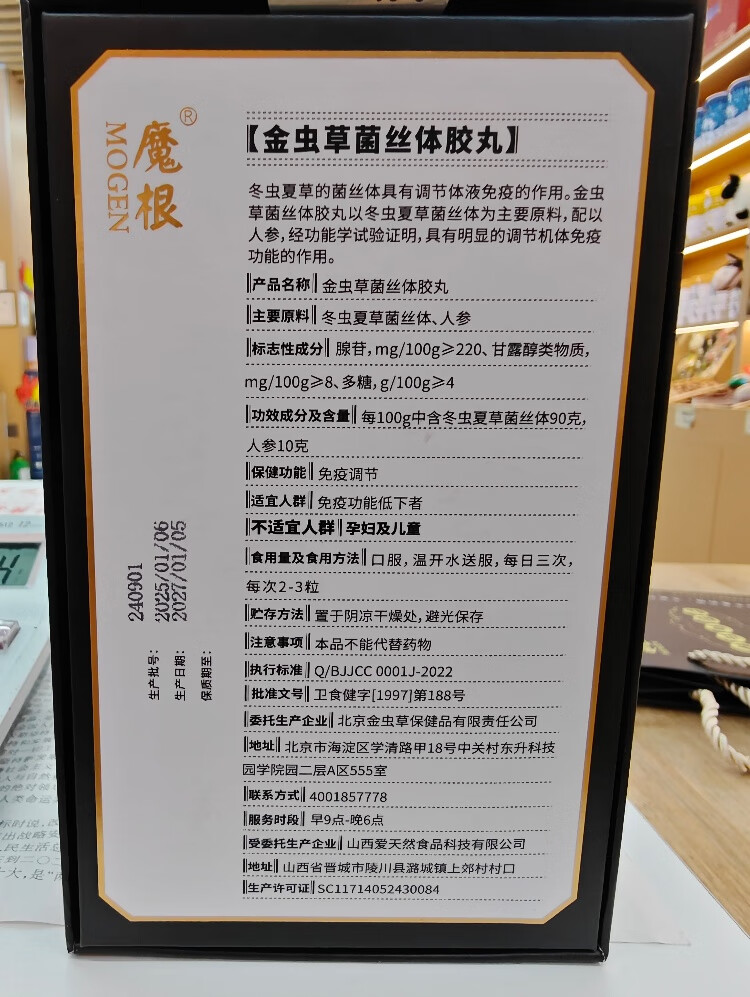 魔根®
MOGEN
【金虫草菌丝体胶丸】
冬虫夏草的菌丝体具有调节体液免疫的作用。金虫
草菌丝体胶丸以冬虫夏草菌丝体为主要原料,配以
人参,经功能学试验证明,具有明显的调节机体免疫
功能的作用。
产品名称 金虫草菌丝体胶丸
主要原料 冬虫夏草菌丝体、人参
标志性成分 腺苷,mg/100g≥220、甘露醇类物质,
mg/100g≥8、多糖,g/100g≥4
功效成分及含量 每100g中含冬虫夏草菌丝体90克,
人参10克
保健功能 免疫调节
适宜人群 免疫功能低下者
不适宜人群 孕妇及儿童
食用量及食用方法 口服,温开水送服,每日三次,
每次2-3粒
贮存方法 置于阴凉干燥处,避光保存
注意事项 本品不能代替药物
执行标准 Q/BJJCC 0001J-2022
批准文号 卫食健字[1997]第188号
委托生产企业 北京金虫草保健品有限责任公司
地址 北京市海淀区学清路甲18号中关村东升科技
园学院园二层A区555室
联系方式 4001857778
服务时段 早9点-晚6点
受委托生产企业 山西爱天然食品科技有限公司
地址 山西省晋城市陵川县潞城镇上郊村村口
生产许可证 SC11714052430084
生产批号: 240901
生产日期: 2025/01/06
保质期至: 2027/01/05